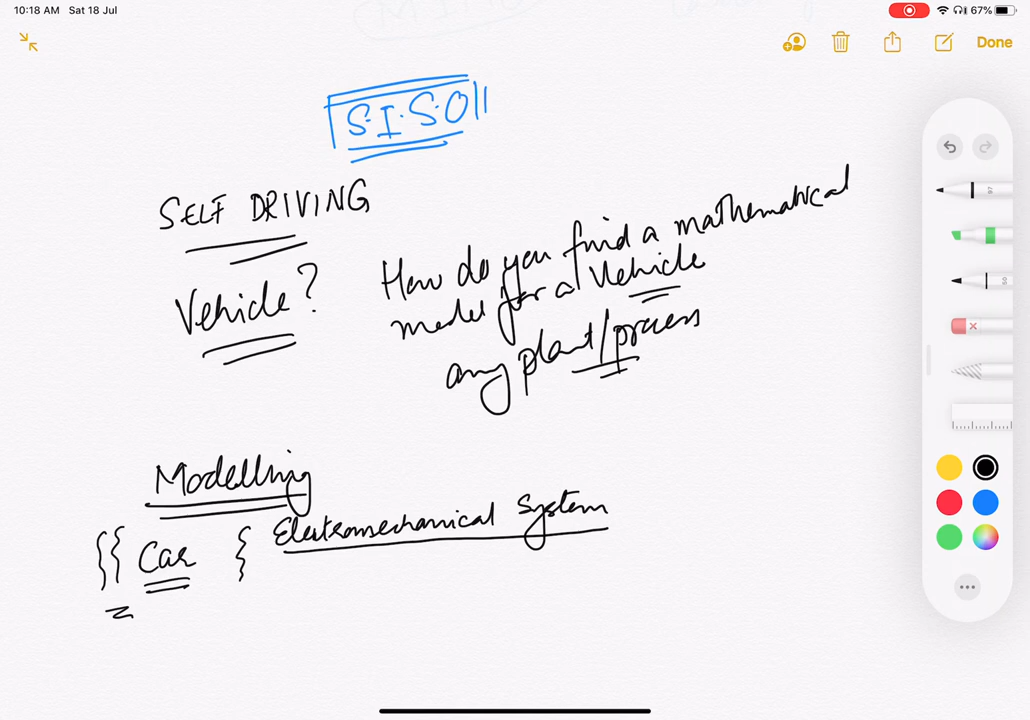 10:18 AM Sat 18 Jul
67%
Done
S.I.S.O
SELF DRIVING
Vehicle?
How do you find a mathematical
model for a Vehicle
any plant/process
Modelling
{{ Car { Electromechanical System